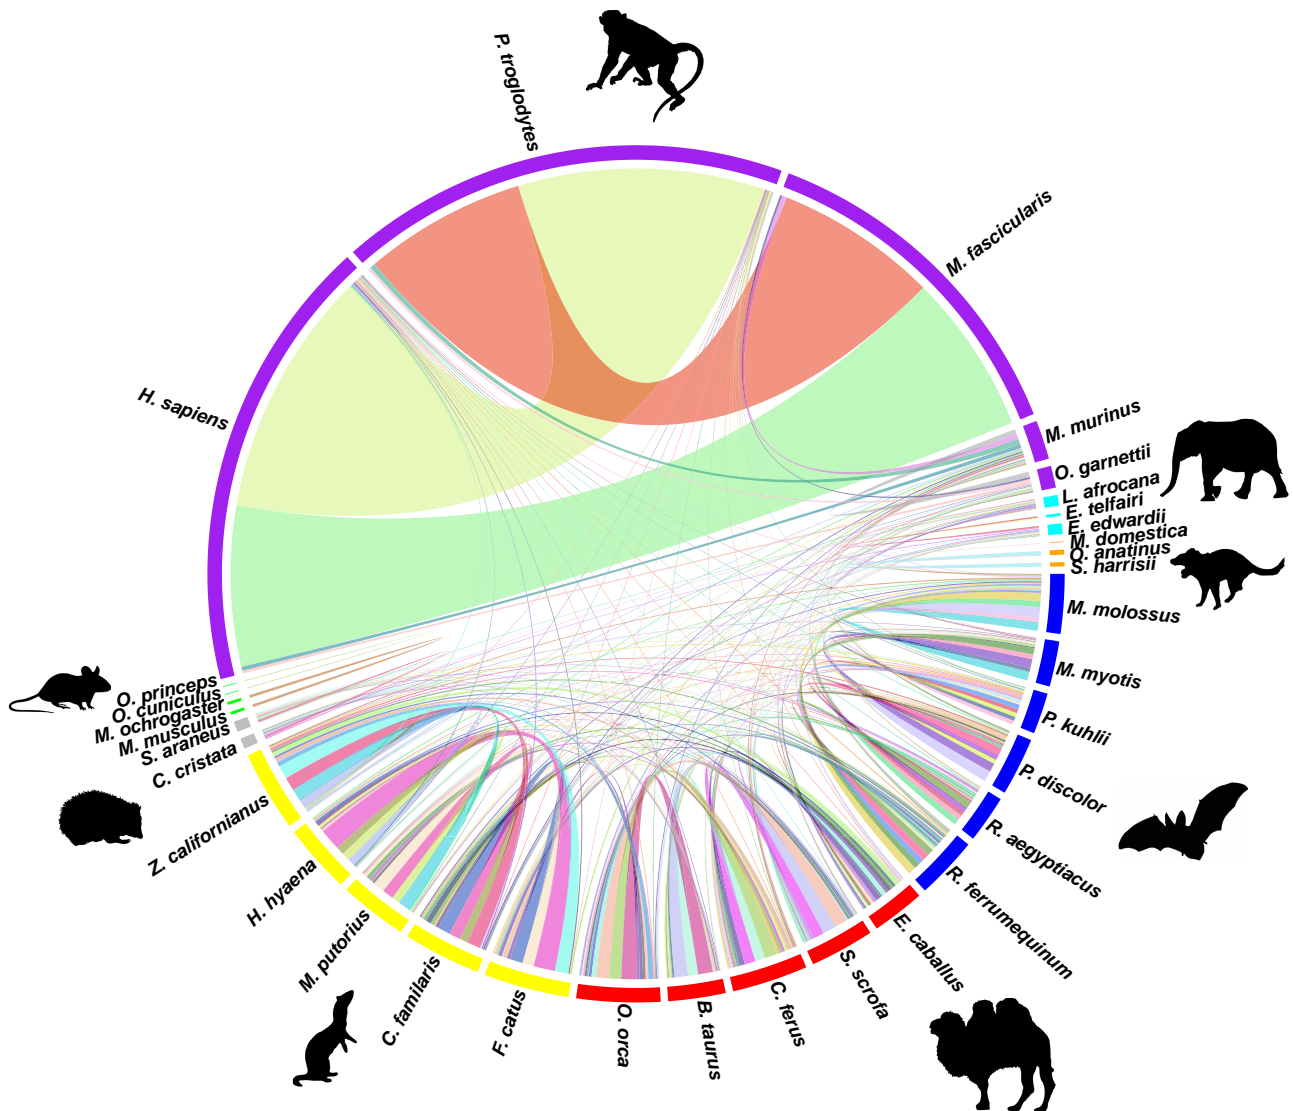 P. troglodytes
M. fascicularis
M. murinus
O. garnettii
L. afrocana
E. telfairi
E. edwardii
M. domestica
O. anatinus
S. harrisii
M. molossus
M. myotis
P. kuhlii
P. discolor
R. aegyptiacus
R. ferrumequinum
E. caballus
S. scrofa
C. ferus
B. taurus
O. orca
F. catus
C. familaris
M. putorius
H. hyaena
Z. californianus
C. cristata
S. araneus
M. musculus
M. ochrogaster
O. cuniculus
O. princeps
H. sapiens